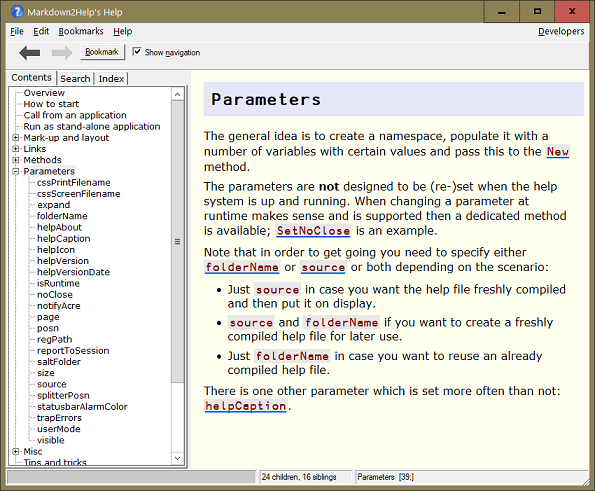 Markdown2Help's Help
File Edit Bookmarks Help Developers
Bookmark Show navigation
Contents Search Index
Overview
How to start
Call from an application
Run as stand-alone application
Mark-up and layout
Links
Methods
Parameters
cssPrintFilename
cssScreenFilename
expand
folderName
helpAbout
helpCaption
helpIcon
helpVersion
helpVersionDate
isRuntime
noClose
notifyAcre
page
posn
regPath
reportToSession
saltFolder
size
source
splitterPosn
statusbarAlarmColor
trapErrors
userMode
visible
Misc
Tips and tricks
Parameters
The general idea is to create a namespace, populate it with a
number of variables with certain values and pass this to the New
method.
The parameters are not designed to be (re-)set when the help
system is up and running. When changing a parameter at
runtime makes sense and is supported then a dedicated method
is available; SetNoClose is an example.
Note that in order to get going you need to specify either
folderName or source or both depending on the scenario:
• Just source in case you want the help file freshly compiled
and then put it on display.
• source and folderName if you want to create a freshly
compiled help file for later use.
• Just folderName in case you want to reuse an already
compiled help file.
There is one other parameter which is set more often than not:
helpCaption.
24 children, 16 siblings Parameters [39;]